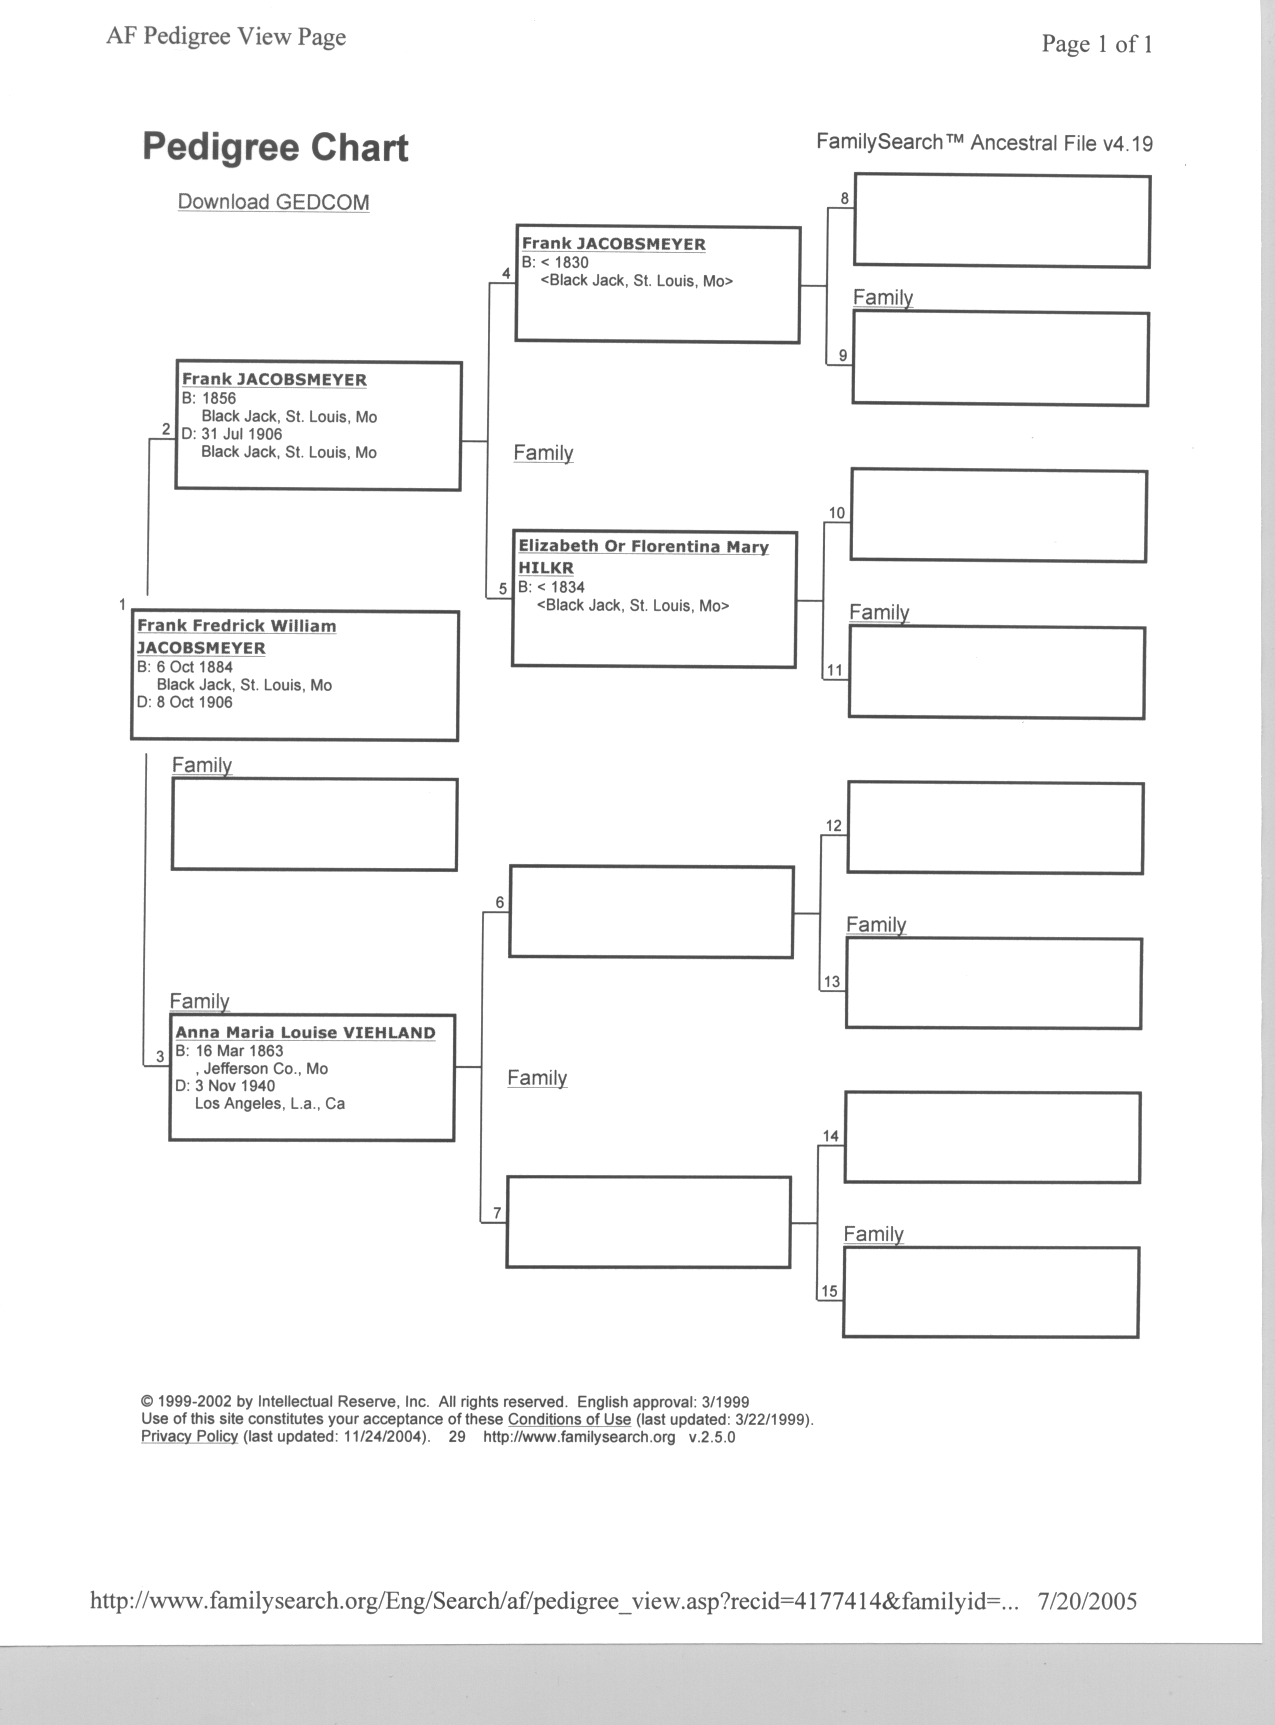 AF Pedigree View Page
Page 1 of 1
Pedigree Chart
FamilySearch™ Ancestral File v4.19
Download GEDCOM
8
Frank JACOBSMEYER
B: < 1830
<Black Jack, St. Louis, Mo>
4
Family
9
Frank JACOBSMEYER
B: 1856
Black Jack, St. Louis, Mo
D: 31 Jul 1906
Black Jack, St. Louis, Mo
2
Family
10
Elizabeth Or Florentina Mary
HILKR
B: < 1834
<Black Jack, St. Louis, Mo>
5
Family
11
1
Frank Fredrick William
JACOBSMEYER
B: 6 Oct 1884
Black Jack, St. Louis, Mo
D: 8 Oct 1906
Family
12
6
Family
13
Family
Anna Maria Louise VIEHLAND
B: 16 Mar 1863
, Jefferson Co., Mo
D: 3 Nov 1940
Los Angeles, L.a., Ca
3
Family
14
7
Family
15
© 1999-2002 by Intellectual Reserve, Inc. All rights reserved. English approval: 3/1999
Use of this site constitutes your acceptance of these Conditions of Use (last updated: 3/22/1999).
Privacy Policy (last updated: 11/24/2004). 29 http://www.familysearch.org v.2.5.0
http://www.familysearch.org/Eng/Search/af/pedigree_view.asp?recid=4177414&familyid=... 7/20/2005